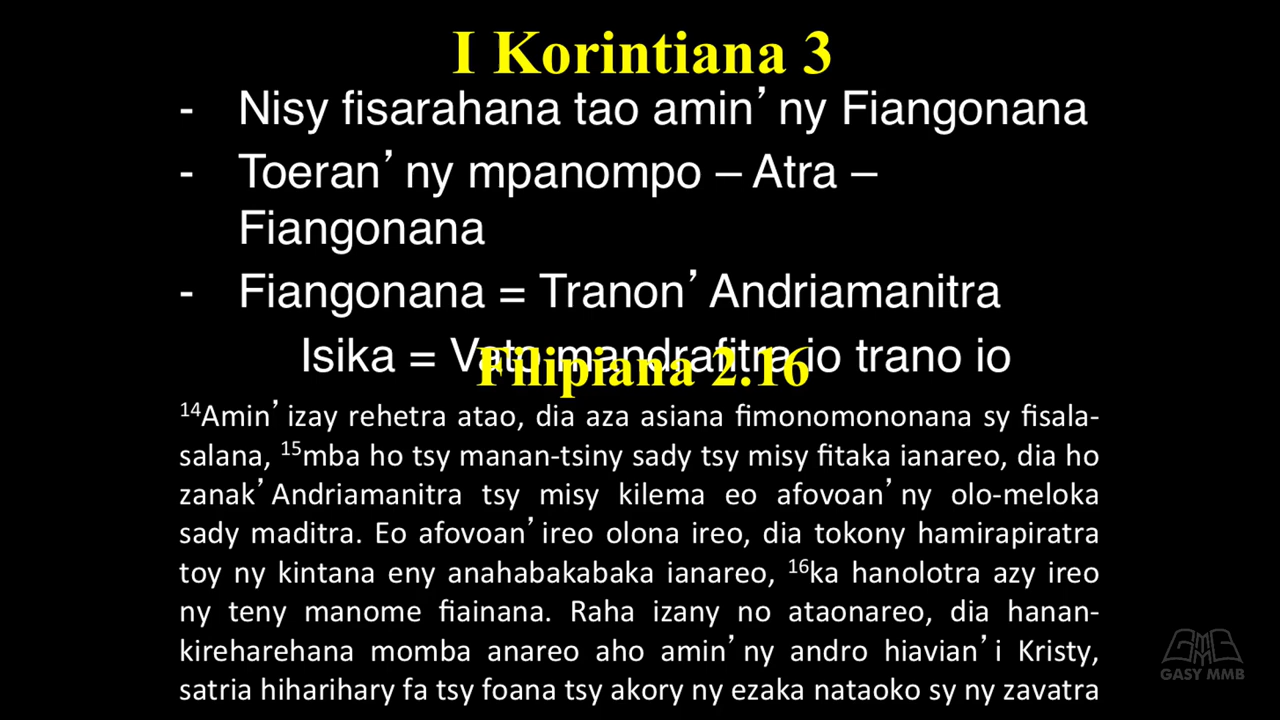 I Korintiana 3
- Nisy fisarahana tao amin’ny Fiangonana
- Toeran’ny mpanompo – Atra –
Fiangonana
- Fiangonana = Tranon’Andriamanitra
Isika = Vato mandrafitra io trano io
Filipiana 2.16
14Amin’izay rehetra atao, dia aza asiana fimonomononana sy fisala-
salana, 15mba ho tsy manan-tsiny sady tsy misy fitaka ianareo, dia ho
zanak’Andriamanitra tsy misy kilema eo afovoan’ny olo-meloka
sady maditra. Eo afovoan’ireo olona ireo, dia tokony hamirapiratra
toy ny kintana eny anahabakabaka ianareo, 16ka hanolotra azy ireo
ny teny manome fiainana. Raha izany no ataonareo, dia hanan-
kireharehana momba anareo aho amin’ny andro hiavian’i Kristy,
satria hiharihary fa tsy foana tsy akory ny ezaka nataoko sy ny zavatra
GASY MMB